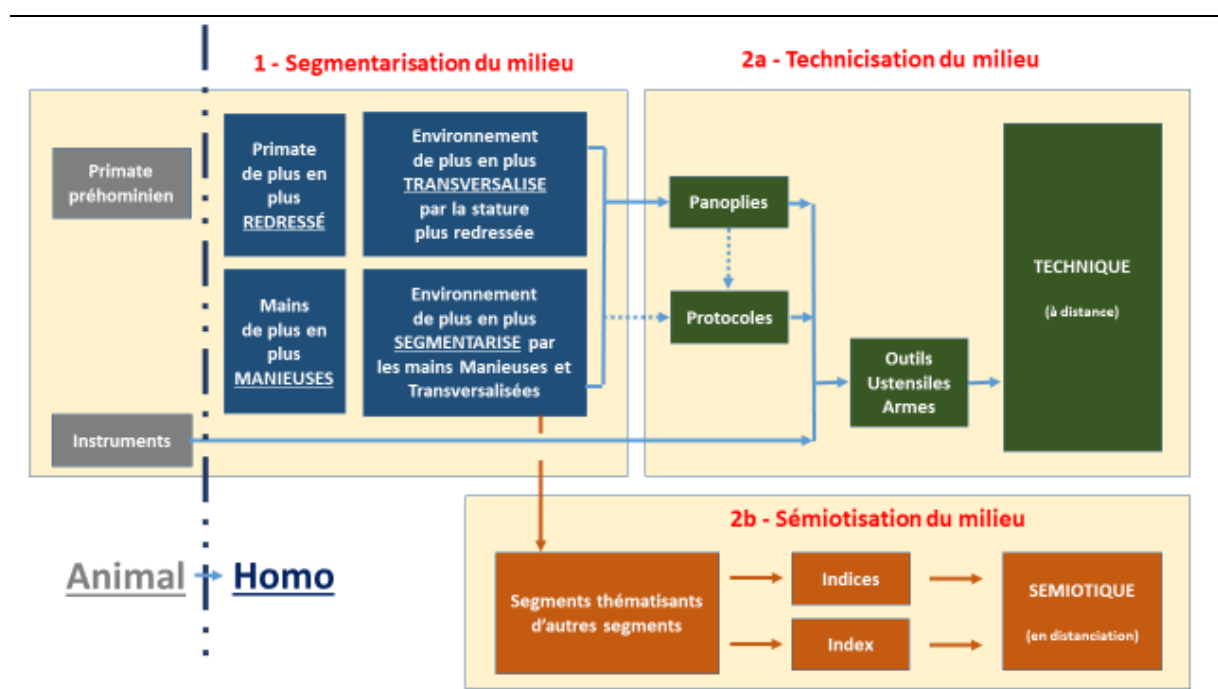 1 - Segmentarisation du milieu
2a - Technicisation du milieu
Primate
préhominien
Primate
de plus en
plus
REDRESSÉ
Environnement
de plus en plus
TRANSVERSALISE
par la stature
plus redressée
Mains
de plus en
plus
MANIEUSES
Environnement
de plus en plus
SEGMENTARISE par
les mains Manieuses et
Transversalisées
Instruments
Panoplies
Protocoles
Outils
Ustensiles
Armes
TECHNIQUE
(à distance)
2b - Sémiotisation du milieu
Segments thématisants
d'autres segments
Indices
Index
SEMIOTIQUE
(en distanciation)
Animal
Homo